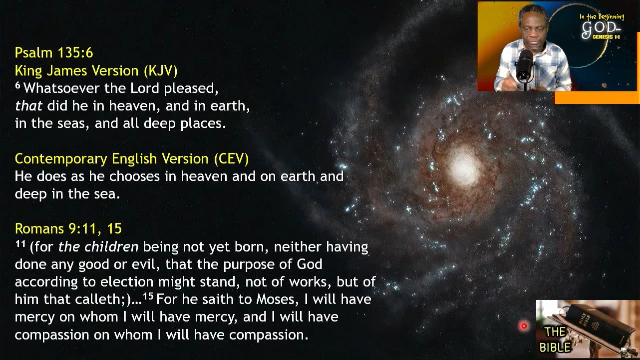 Psalm 135:6
King James Version (KJV)
6 Whatsoever the Lord pleased,
that did he in heaven, and in earth,
in the seas, and all deep places.
Contemporary English Version (CEV)
He does as he chooses in heaven and on earth and
deep in the sea.
Romans 9:11, 15
11 (for the children being not yet born, neither having
done any good or evil, that the purpose of God
according to election might stand, not of works, but of
him that calleth;)…15 For he saith to Moses, I will have
mercy on whom I will have mercy, and I will have
compassion on whom I will have compassion.
In the Beginning
GOD
GENESIS 1:1
THE
BIBLE